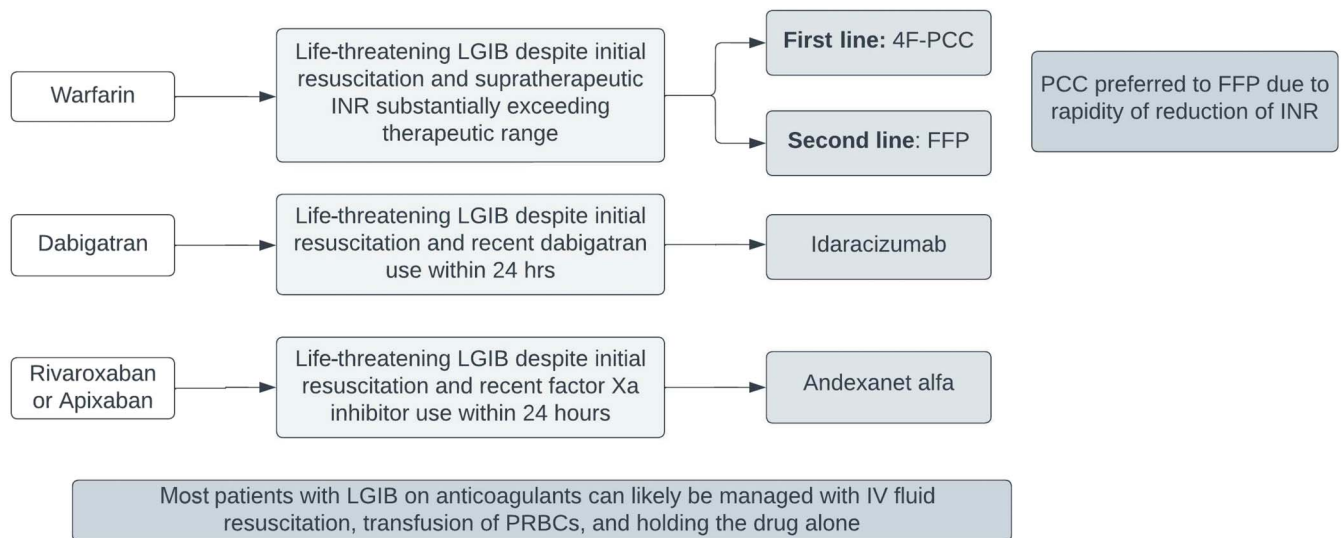 Warfarin
Life-threatening LGIB despite initial
resuscitation and supratherapeutic
INR substantially exceeding
therapeutic range
First line: 4F-PCC
Second line: FFP
PCC preferred to FFP due to
rapidity of reduction of INR
Dabigatran
Life-threatening LGIB despite initial
resuscitation and recent dabigatran
use within 24 hrs
Idaracizumab
Rivaroxaban
or Apixaban
Life-threatening LGIB despite initial
resuscitation and recent factor Xa
inhibitor use within 24 hours
Andexanet alfa
Most patients with LGIB on anticoagulants can likely be managed with IV fluid
resuscitation, transfusion of PRBCs, and holding the drug alone